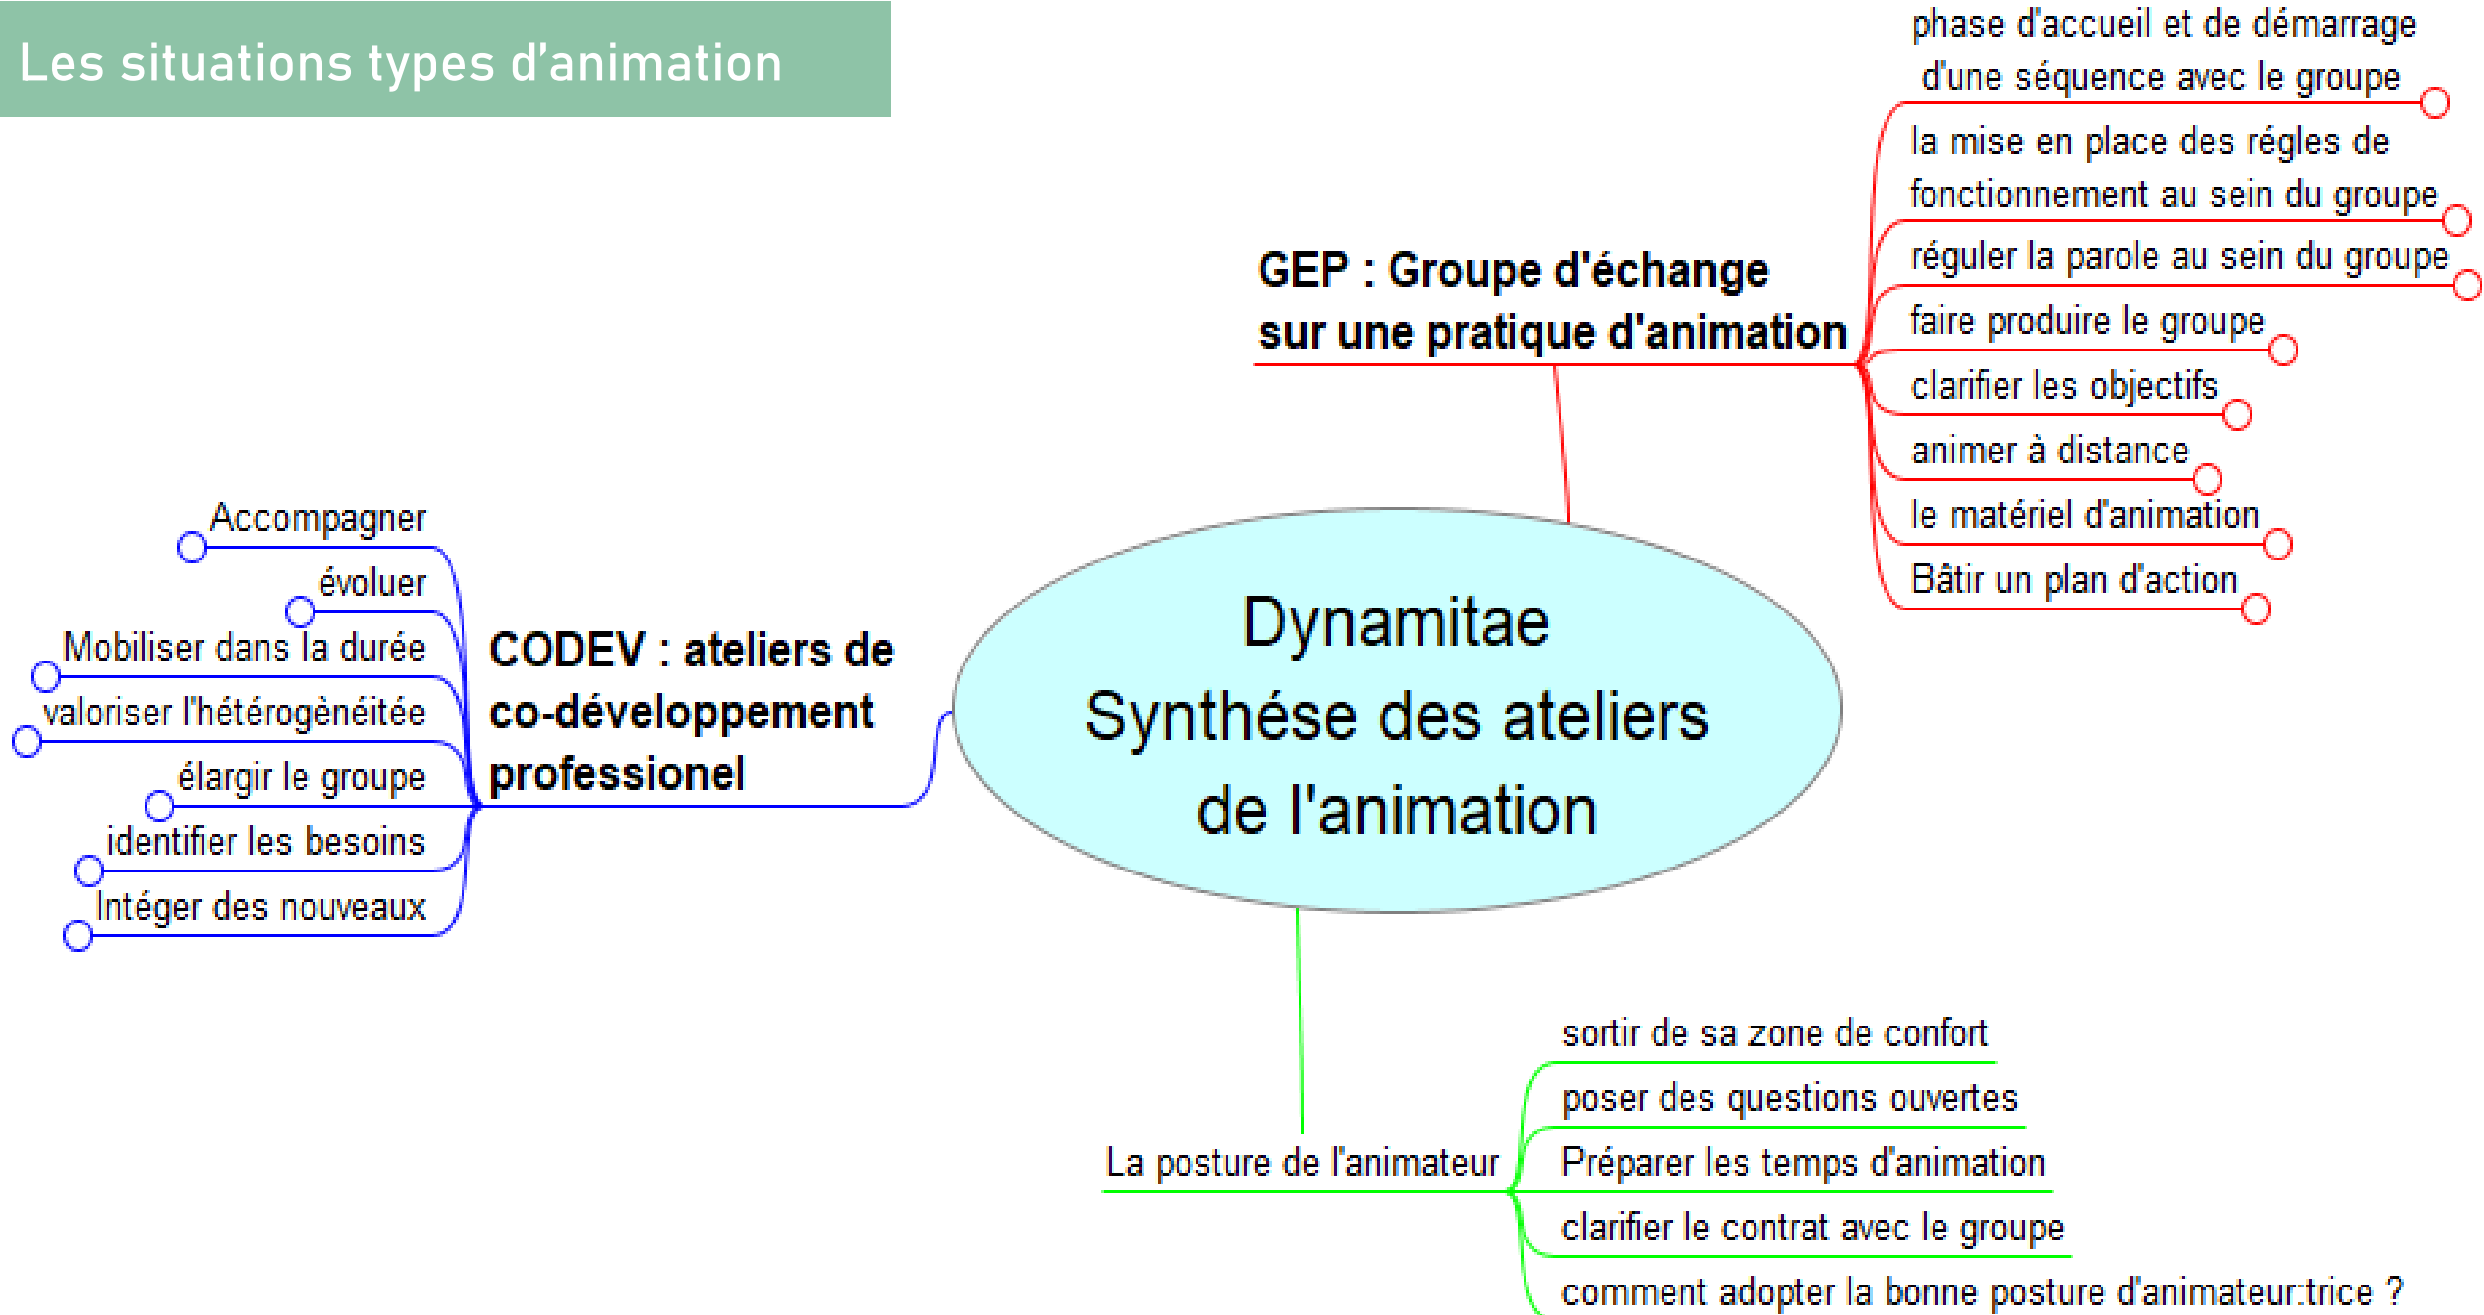 Les situations types d’animation
phase d'accueil et de démarrage
d'une séquence avec le groupe
la mise en place des régles de
fonctionnement au sein du groupe
réguler la parole au sein du groupe
faire produire le groupe
clarifier les objectifs
animer à distance
le matériel d'animation
Bâtir un plan d'action
GEP : Groupe d'échange
sur une pratique d'animation
Accompagner
évoluer
Mobiliser dans la durée
valoriser l'hétérogènéitée
élargir le groupe
identifier les besoins
Intéger des nouveaux
CODEV : ateliers de
co-développement
professionel
Dynamitae
Synthése des ateliers
de l'animation
La posture de l'animateur
sortir de sa zone de confort
poser des questions ouvertes
Préparer les temps d'animation
clarifier le contrat avec le groupe
comment adopter la bonne posture d'animateur:trice ?